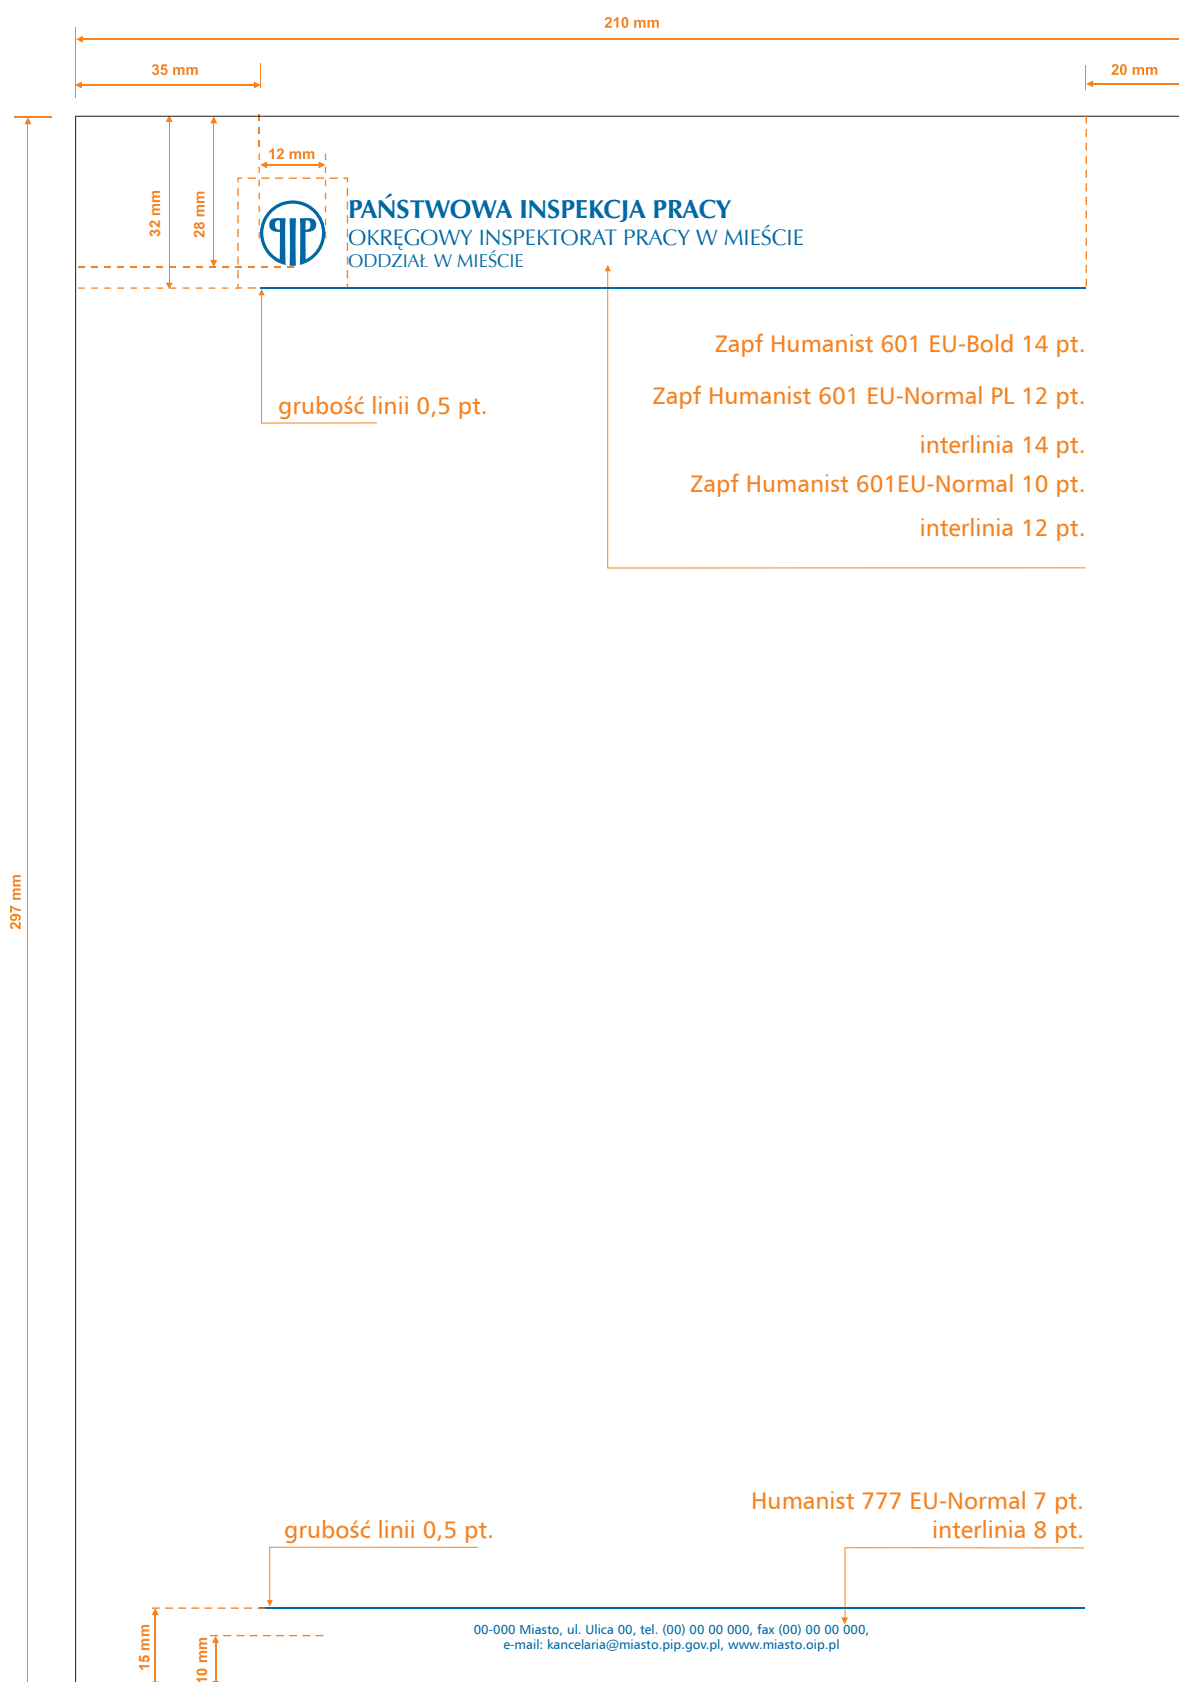 210 mm
35 mm
20 mm
12 mm
32 mm
28 mm
PIP
PAŃSTWOWA INSPEKCJA PRACY
OKRĘGOWY INSPEKTORAT PRACY W MIEŚCIE
ODDZIAŁ W MIEŚCIE
Zapf Humanist 601 EU-Bold 14 pt.
grubość linii 0,5 pt.
Zapf Humanist 601 EU-Normal PL 12 pt.
interlinia 14 pt.
Zapf Humanist 601EU-Normal 10 pt.
interlinia 12 pt.
297 mm
Humanist 777 EU-Normal 7 pt.
grubość linii 0,5 pt.
interlinia 8 pt.
15 mm
10 mm
00-000 Miasto, ul. Ulica 00, tel. (00) 00 00 000, fax (00) 00 00 000,
e-mail: kancelaria@miasto.pip.gov.pl, www.miasto.oip.pl